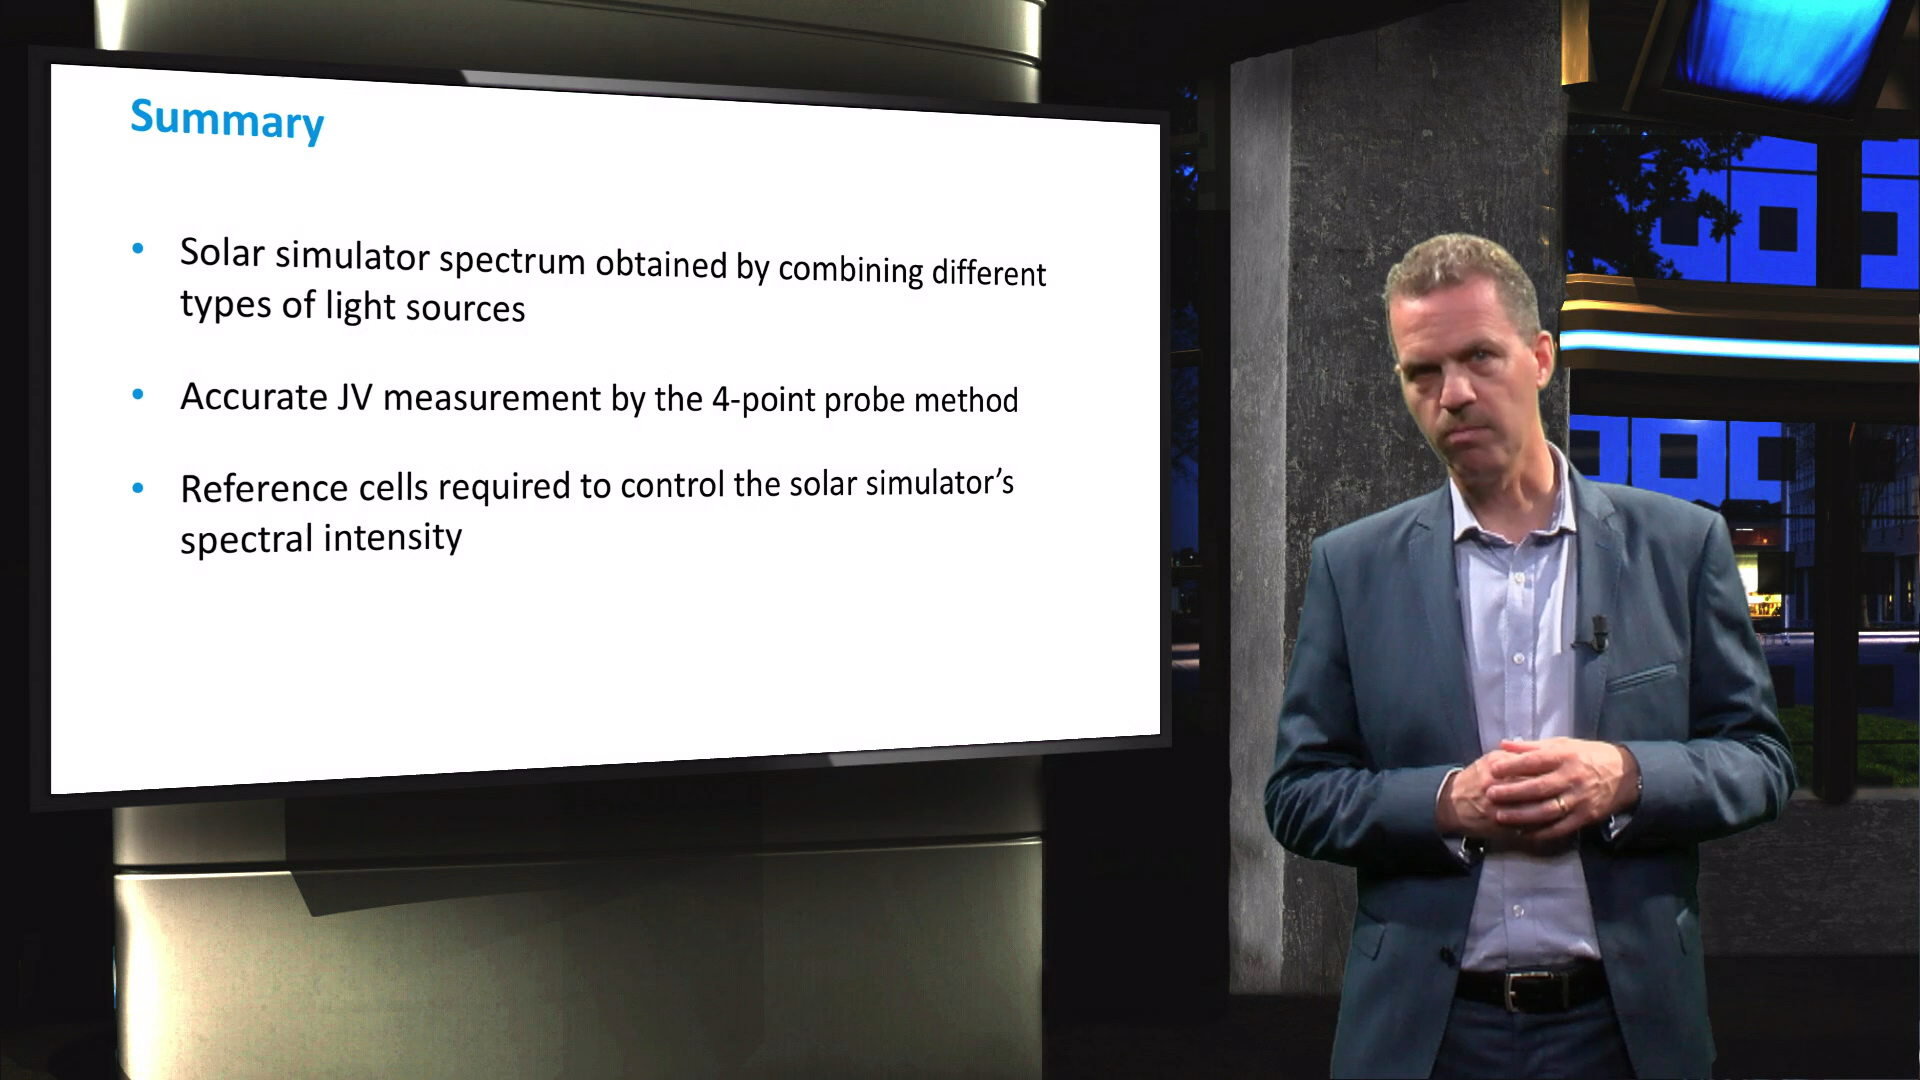 Summary
• Solar simulator spectrum obtained by combining different
types of light sources
• Accurate JV measurement by the 4-point probe method
• Reference cells required to control the solar simulator’s
spectral intensity